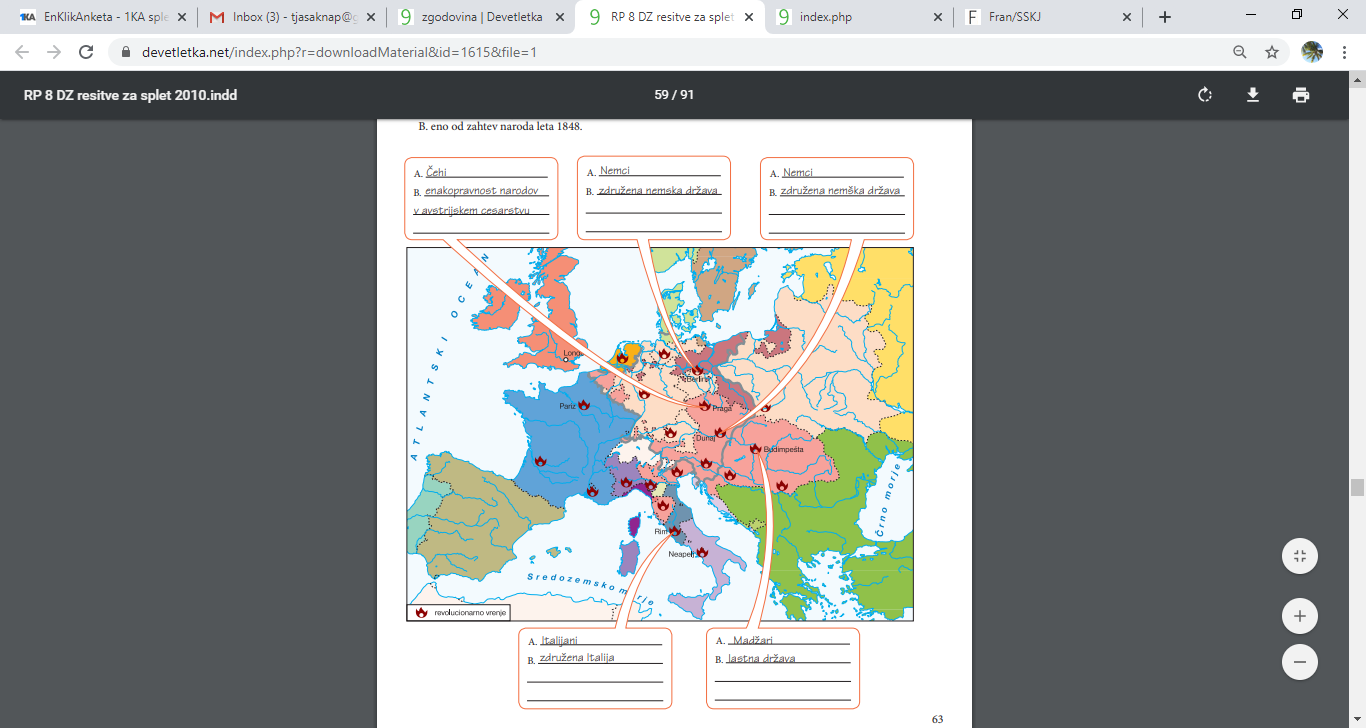 EnKlikAnketa - 1KA sple
Inbox (3) - tjasaknap@g
zgodovina | Devetletka
RP 8 DZ resitve za splet
index.php
Fran/SSKJ
devetletka.net/index.php?r=downloadMaterial&id=1615&file=1
RP 8 DZ resitve za splet 2010.indd
59 / 91
B. eno od zahtev naroda leta 1848.
A. Čehi
B. enakopravnost narodov
v avstrijskem cesarstvu
A. Nemci
B. združena nemska država
A. Nemci
B. združena nemška država
ATLANTSKI OCEAN
Berlin
Pariz
Praga
Dunaj
Budimpešta
Črno morje
Rim
Neapelj
Sredozemsko morje
revolucionarno vrenje
A. Italijani
B. združena Italija
A. Madžari
B. lastna država
63